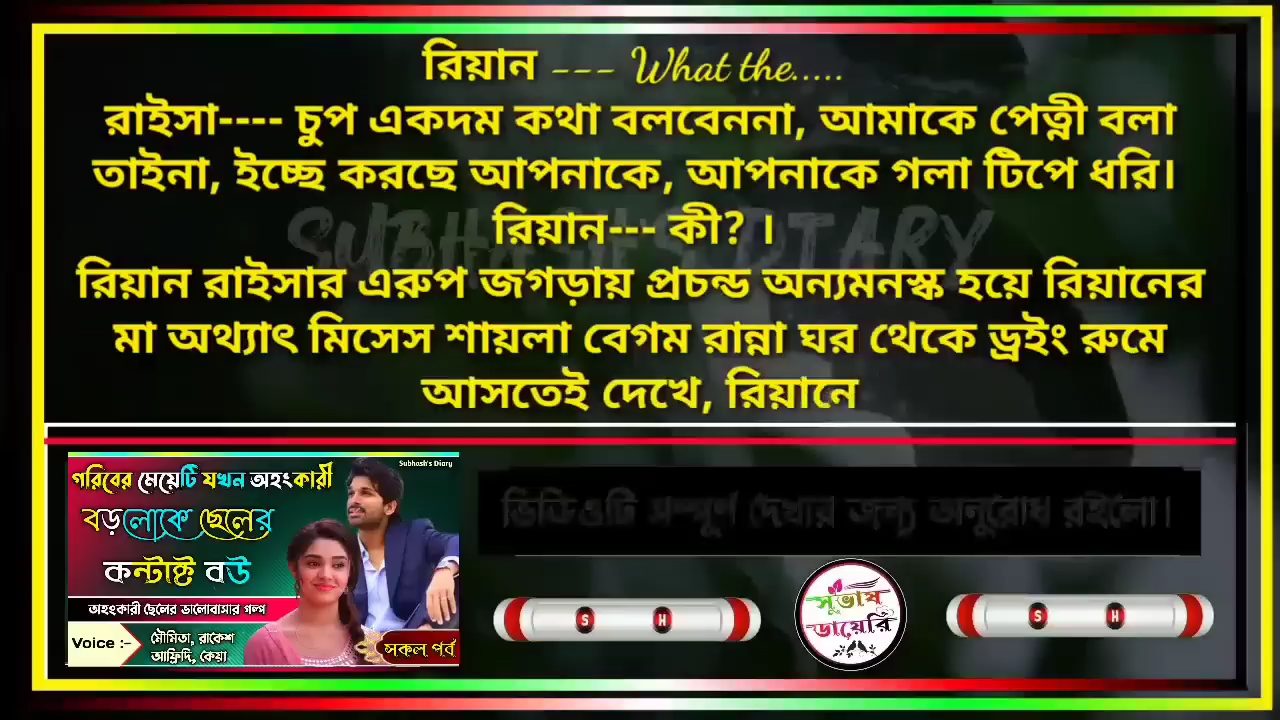 রিয়ান --- What the.....
রাইসা---- চুপ একদম কথা বলবেননা, আমাকে পেত্নী বলা
তাইনা, ইচ্ছে করছে আপনাকে, আপনাকে গলা টিপে ধরি।
SUBHASH'S DIARY
রিয়ান--- কী? ।
রিয়ান রাইসার এরুপ জগড়ায় প্রচন্ড অন্যমনস্ক হয়ে রিয়ানের
মা অথ্যাৎ মিসেস শায়লা বেগম রান্না ঘর থেকে ড্রইং রুমে
আসতেই দেখে, রিয়ানে
Subhash's Diary
গরিবের মেয়েটি যখন অহংকারী
বড়লোকে ছেলের
কন্টাক্ট বউ
অহংকারী ছেলের ভালোবাসার গল্প
Voice :- মৌমিতা, রাকেশ
আফ্রিদি, কেয়া
সকল পর্ব
ভিডিওটি সম্পূর্ণ দেখার জন্য অনুরোধ রইলো।
S H
সুভাষ
ডায়েরি
S H